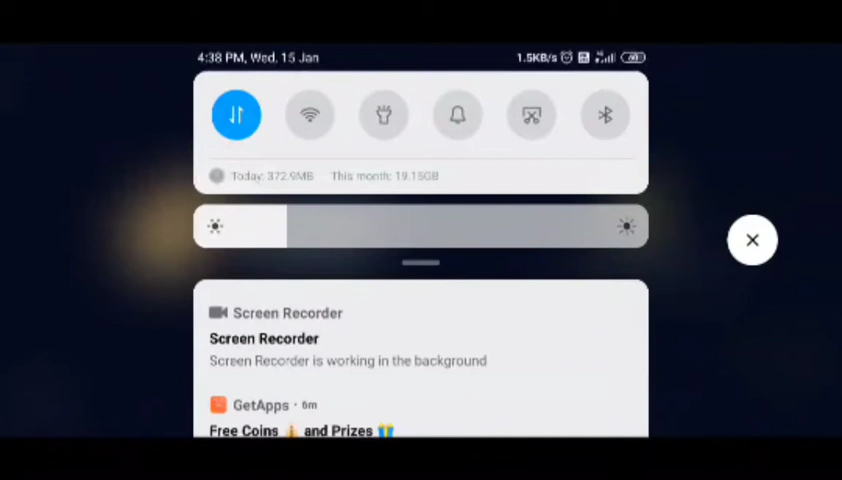 4:38 PM, Wed, 15 Jan
1.5KB/s
Today: 372.9MB This month: 19.15GB
Screen Recorder
Screen Recorder
Screen Recorder is working in the background
GetApps · 6m
Free Coins ⚠️ and Prizes 🎁